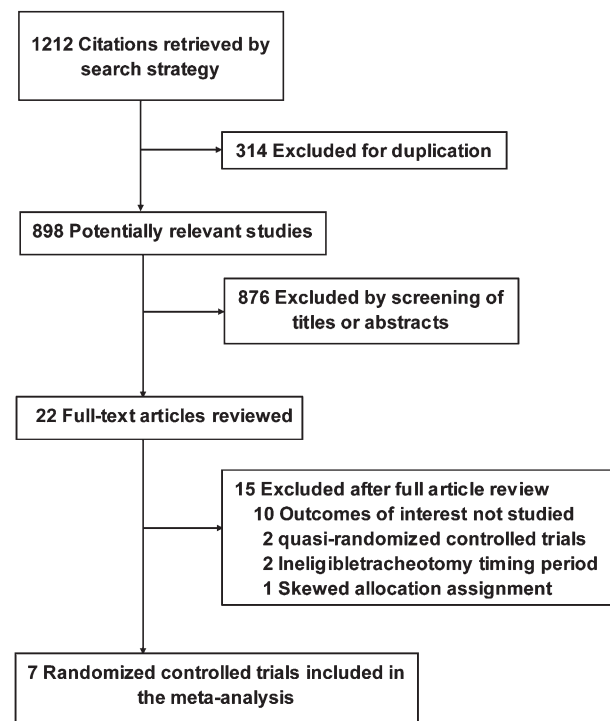 1212 Citations retrieved by
search strategy
314 Excluded for duplication
898 Potentially relevant studies
876 Excluded by screening of
titles or abstracts
22 Full-text articles reviewed
15 Excluded after full article review
10 Outcomes of interest not studied
2 quasi-randomized controlled trials
2 Ineligibletracheotomy timing period
1 Skewed allocation assignment
7 Randomized controlled trials included in
the meta-analysis